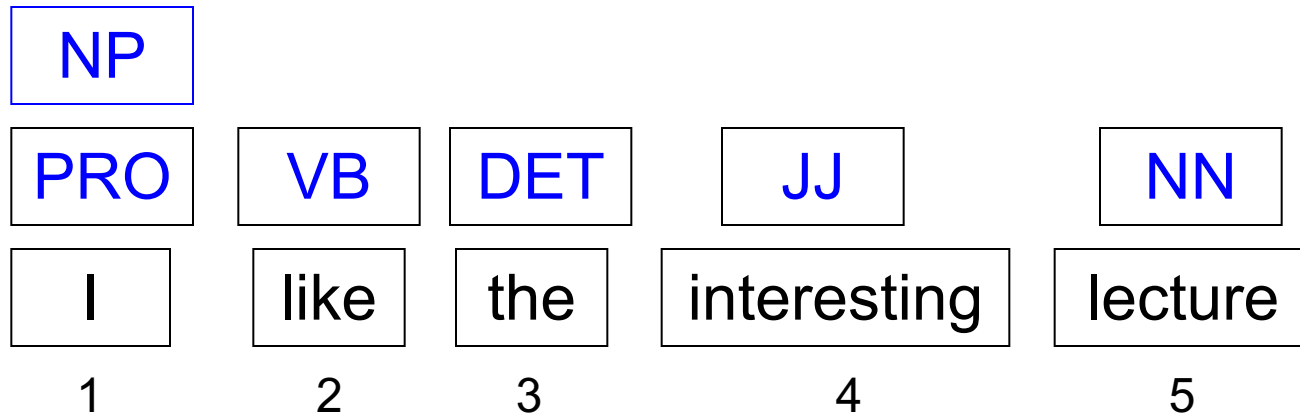 NP
PRO VB DET JJ NN
I like the interesting lecture
1 2 3 4 5